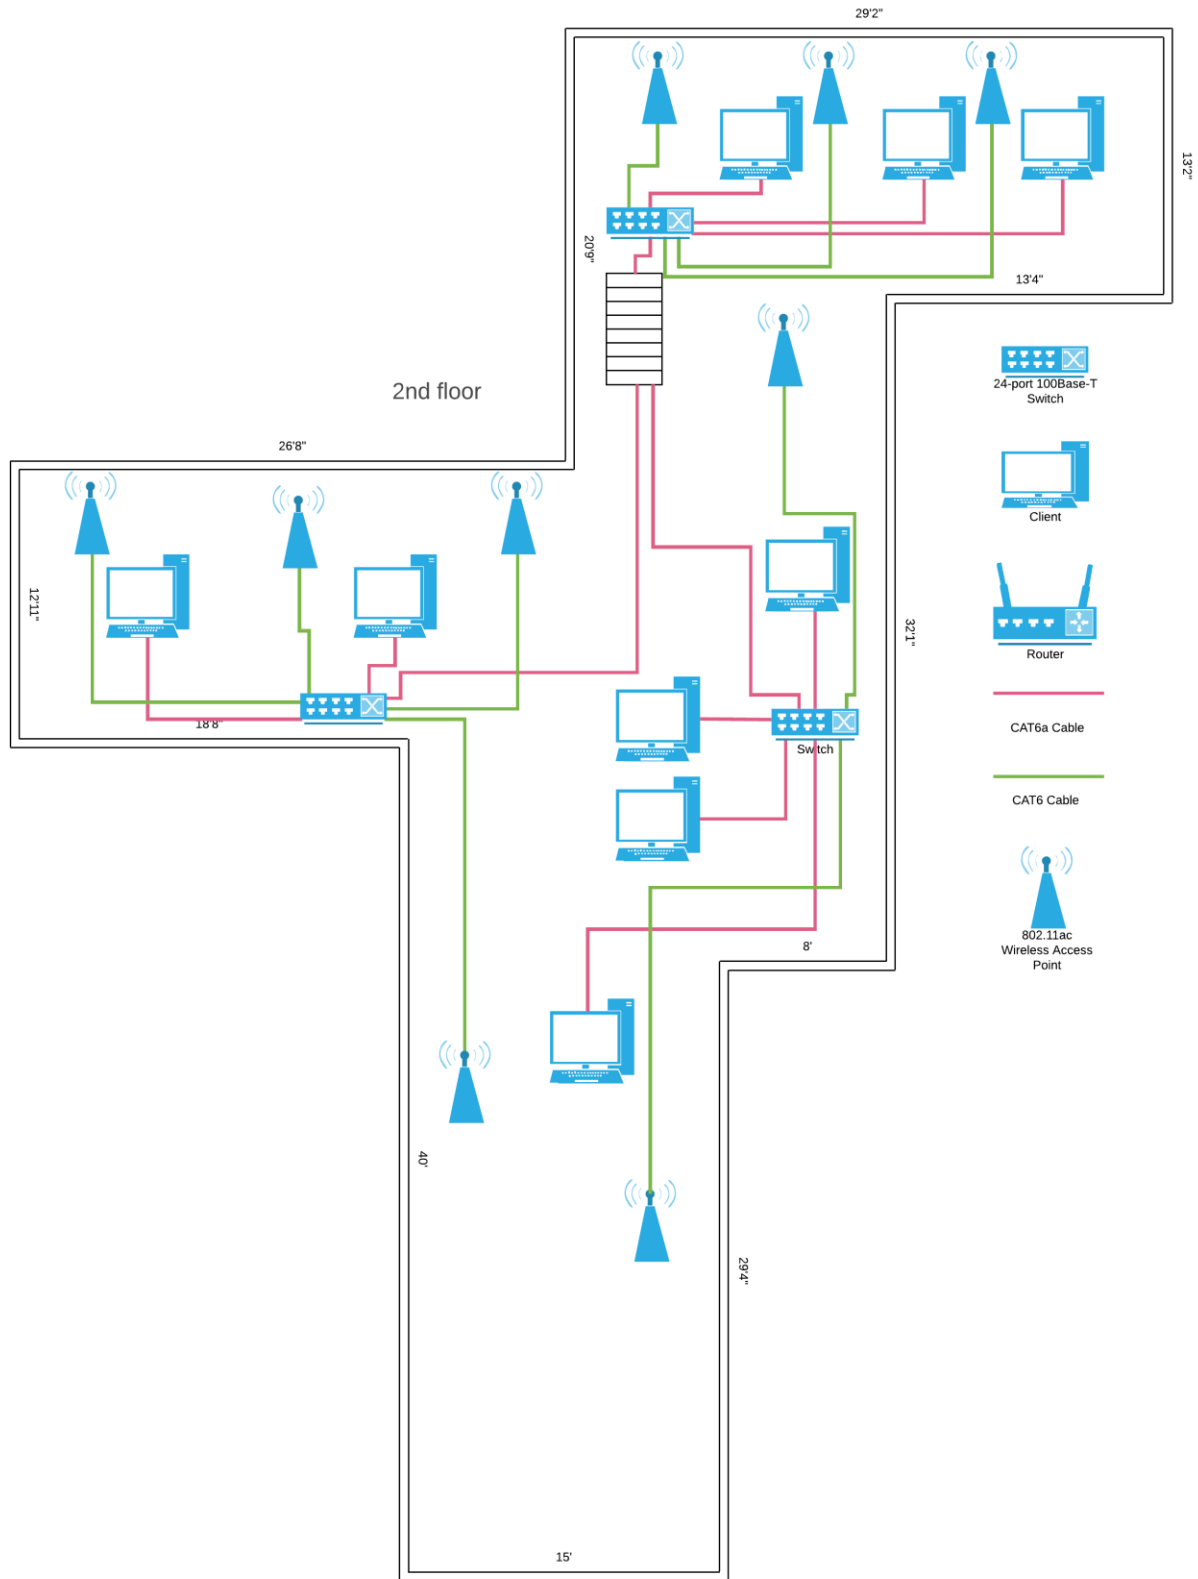 29'2"
13'2"
20'9"
13'4"
24-port 100Base-T
Switch
2nd floor
26'8"
Client
12'11"
32'1"
Router
18'8"
Switch
CAT6a Cable
CAT6 Cable
802.11ac
Wireless Access
Point
8'
40'
29'4"
15'